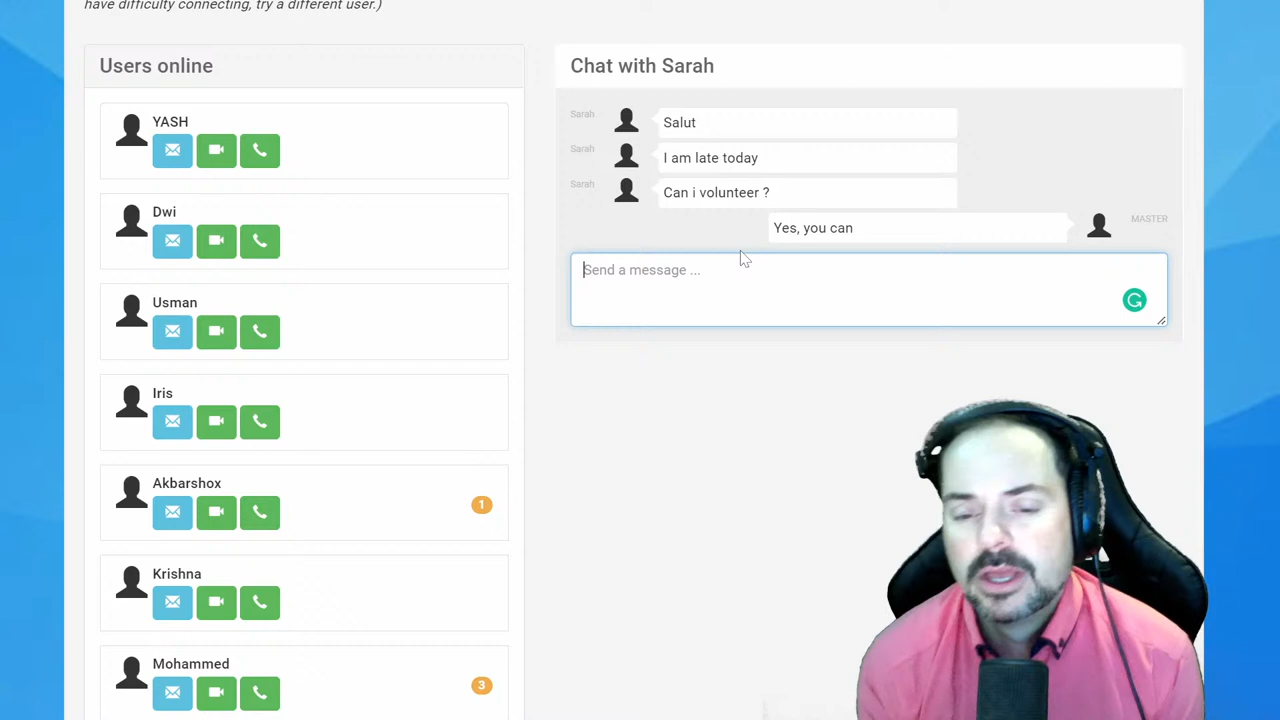 have difficulty connecting, try a different user.)
Users online
YASH
Dwi
Usman
Iris
Akbarshox
1
Krishna
Mohammed
3
Chat with Sarah
Sarah
Salut
Sarah
I am late today
Sarah
Can i volunteer ?
Yes, you can
MASTER
Send a message ...